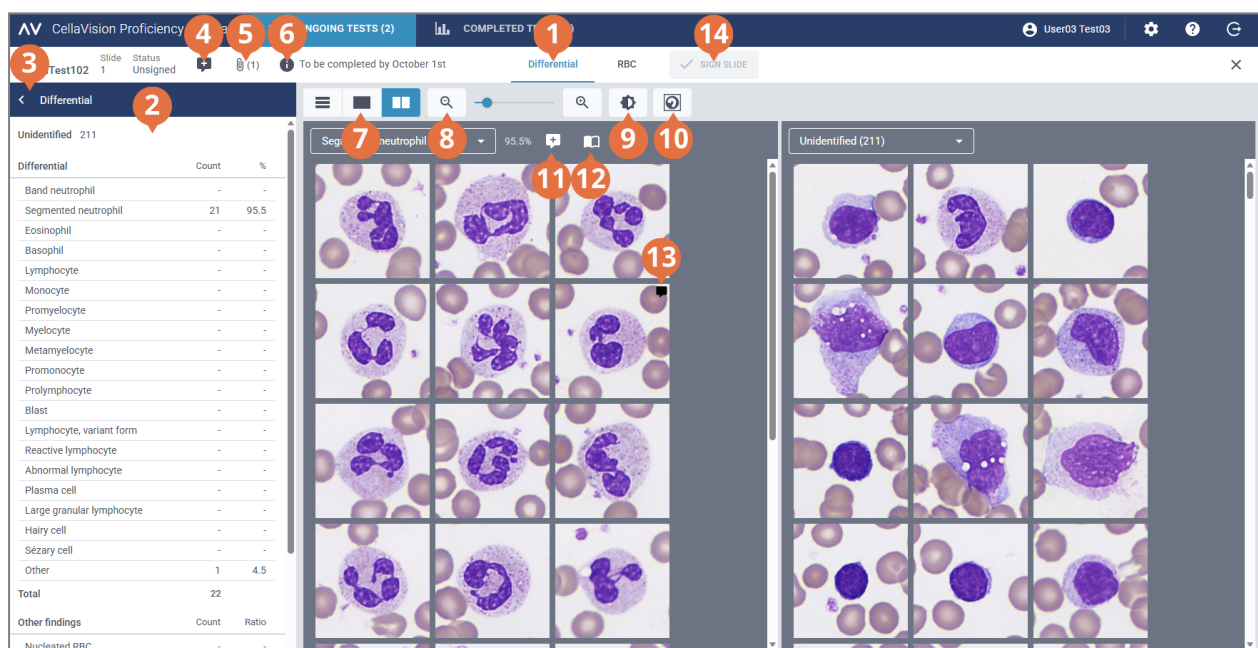 CellaVision Proficiency
ONGOING TESTS (2)
COMPLETED
User03 Test03
4
5
6
1
14
3
Test102
Slide
1
Status
Unsigned
(1)
To be completed by October 1st
Differential
RBC
SIGN SLIDE
Differential
2
7
8
9
10
Unidentified 211
neutrophil
95.5%
Unidentified (211)
11
12
13
Differential Count %
Band neutrophil - -
Segmented neutrophil 21 95.5
Eosinophil - -
Basophil - -
Lymphocyte - -
Monocyte - -
Promyelocyte - -
Myelocyte - -
Metamyelocyte - -
Promonocyte - -
Prolymphocyte - -
Blast - -
Lymphocyte, variant form - -
Reactive lymphocyte - -
Abnormal lymphocyte - -
Plasma cell - -
Large granular lymphocyte - -
Hairy cell - -
Sézary cell - -
Other 1 4.5
Total 22
Other findings Count Ratio
Nucleated RBC - -